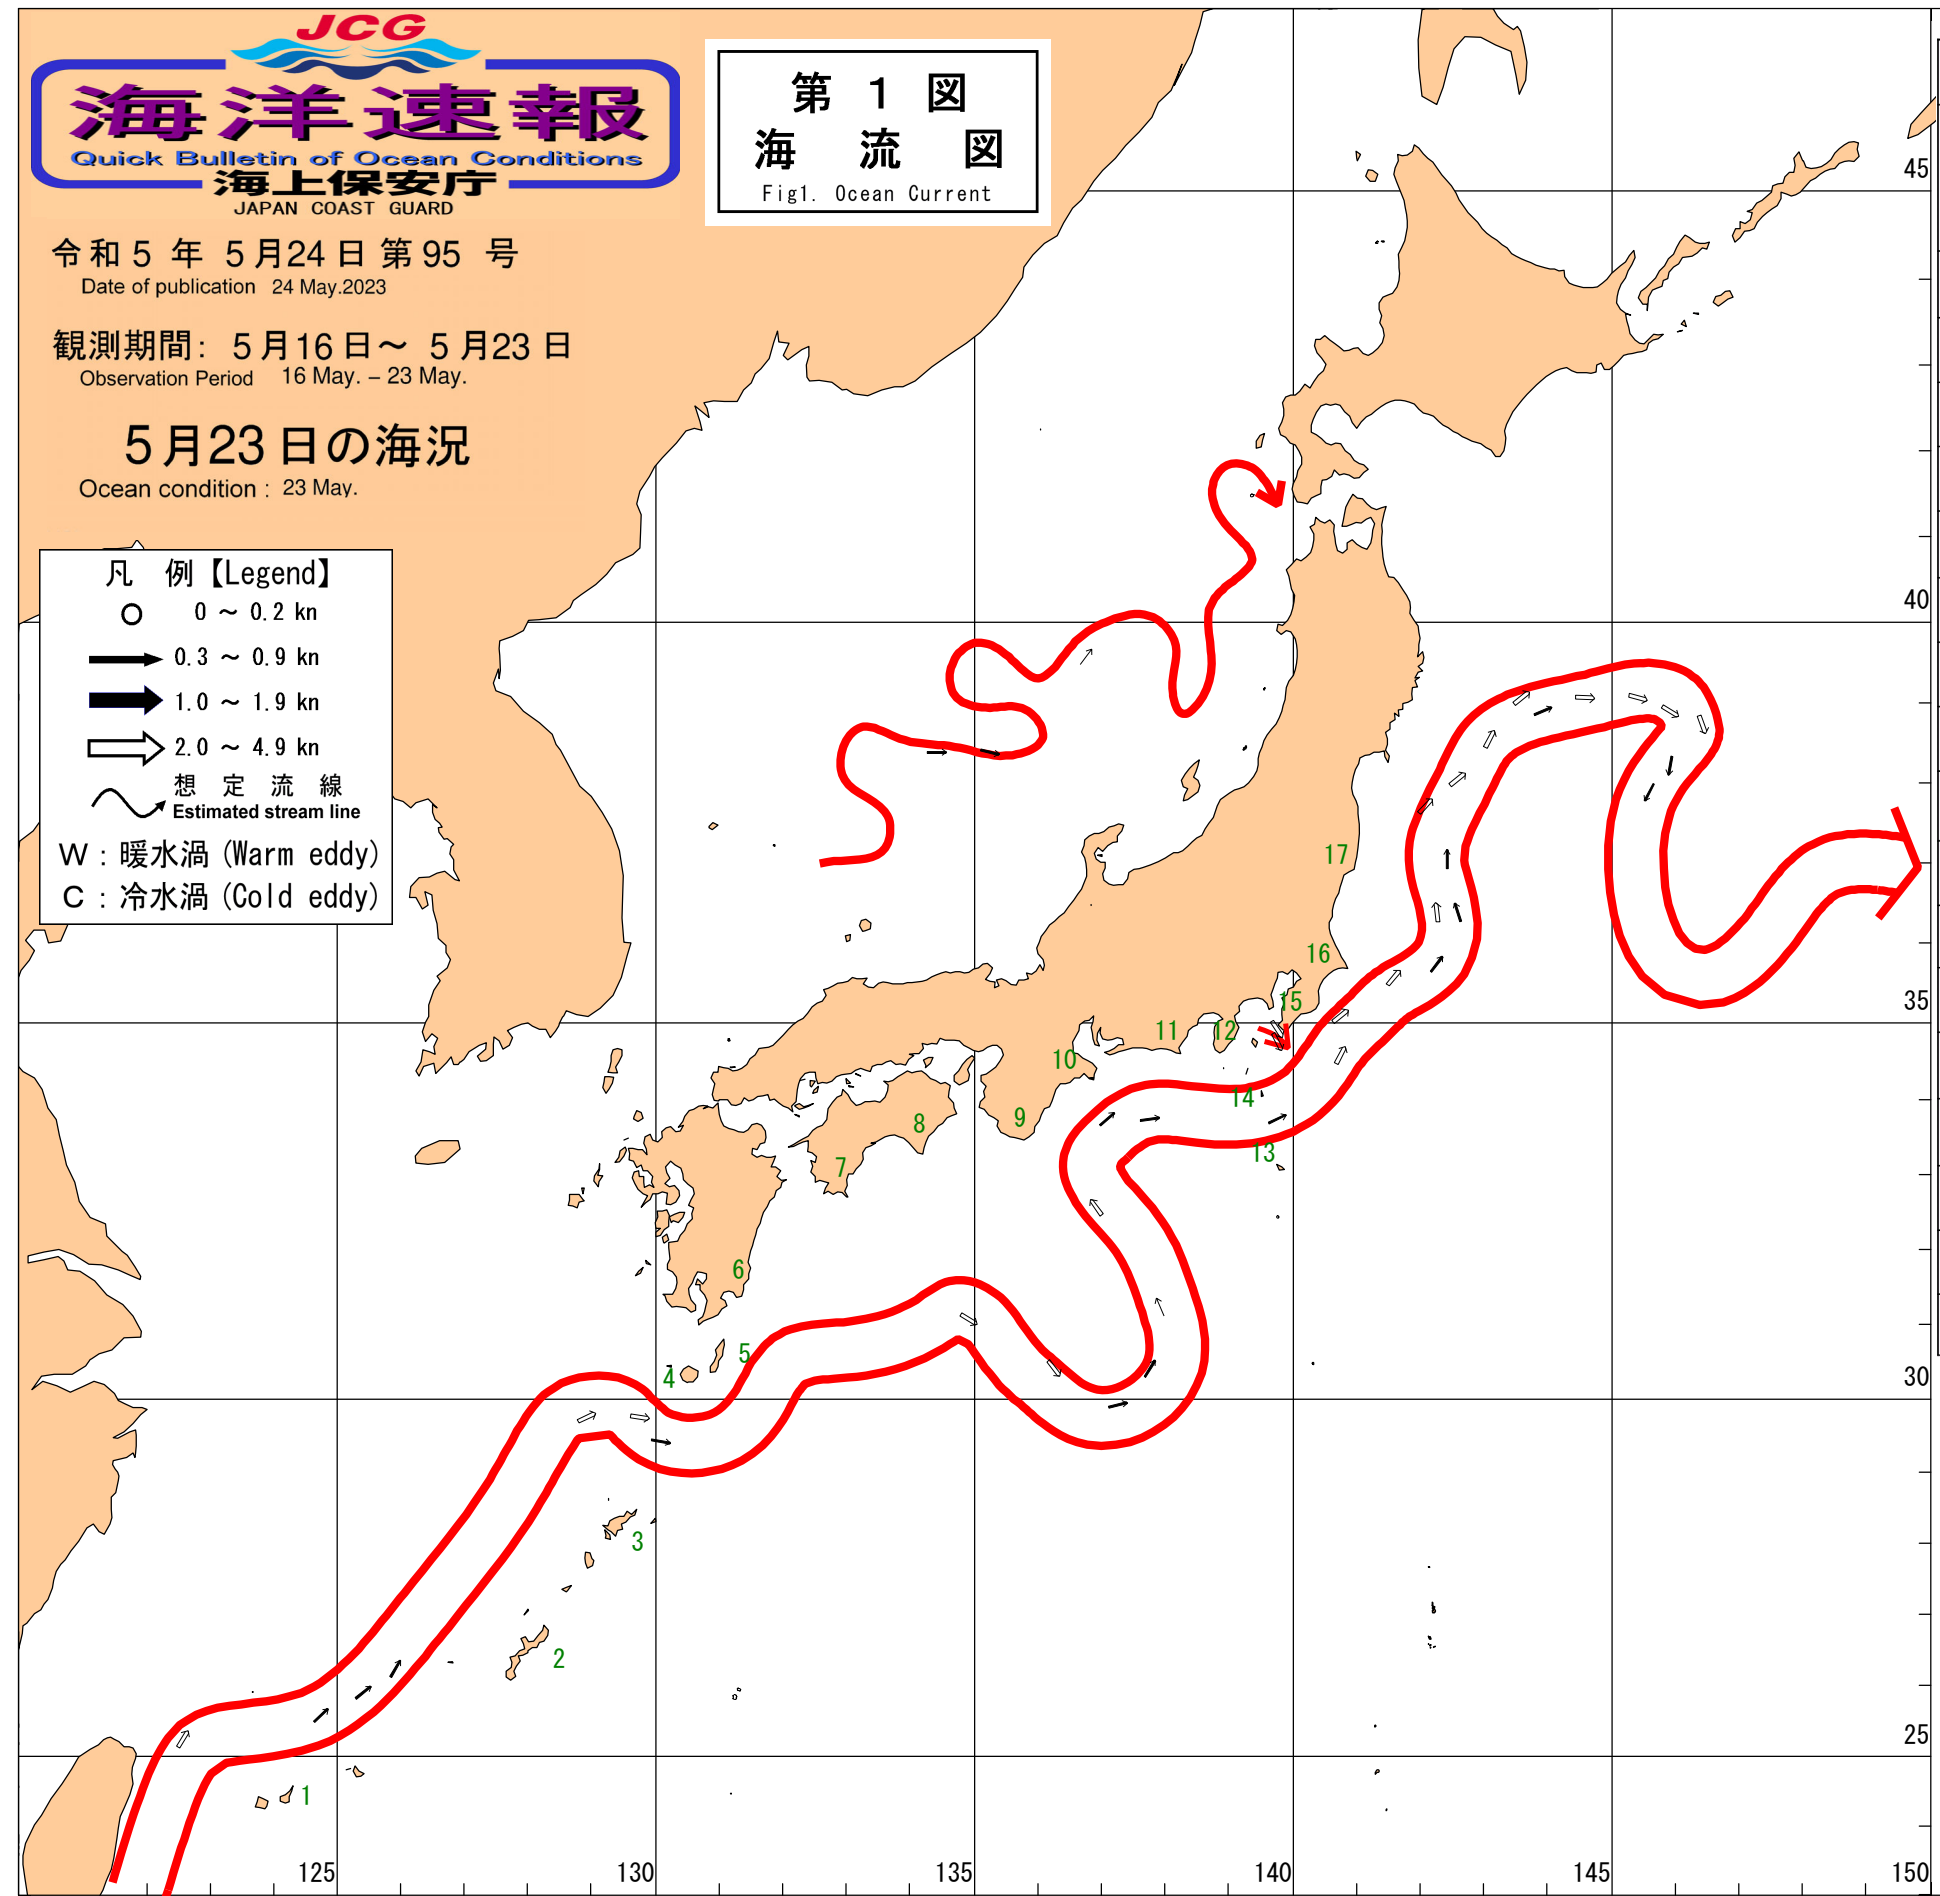 JCG
海洋速報
Quick Bulletin of Ocean Conditions
海上保安庁
JAPAN COAST GUARD
令和 5 年 5月24日 第95 号
Date of publication 24 May.2023
観測期間: 5月16日～ 5月23日
Observation Period 16 May. – 23 May.
5月23日の海況
Ocean condition : 23 May.
第 1 図
海 流 図
Fig1. Ocean Current
凡 例【Legend】
0 ～ 0.2 kn
0.3 ～ 0.9 kn
1.0 ～ 1.9 kn
2.0 ～ 4.9 kn
想 定 流 線
Estimated stream line
W : 暖水渦 (Warm eddy)
C : 冷水渦 (Cold eddy)
45
40
35
30
25
17
16
15
14
13
12
11
10
9
8
7
6
5
4
3
2
1
125
130
135
140
145
150